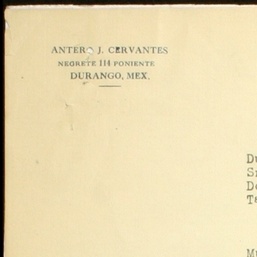 ANTERO J. CERVANTES
NEGRETE 114 PONIENTE
DURANGO, MEX.